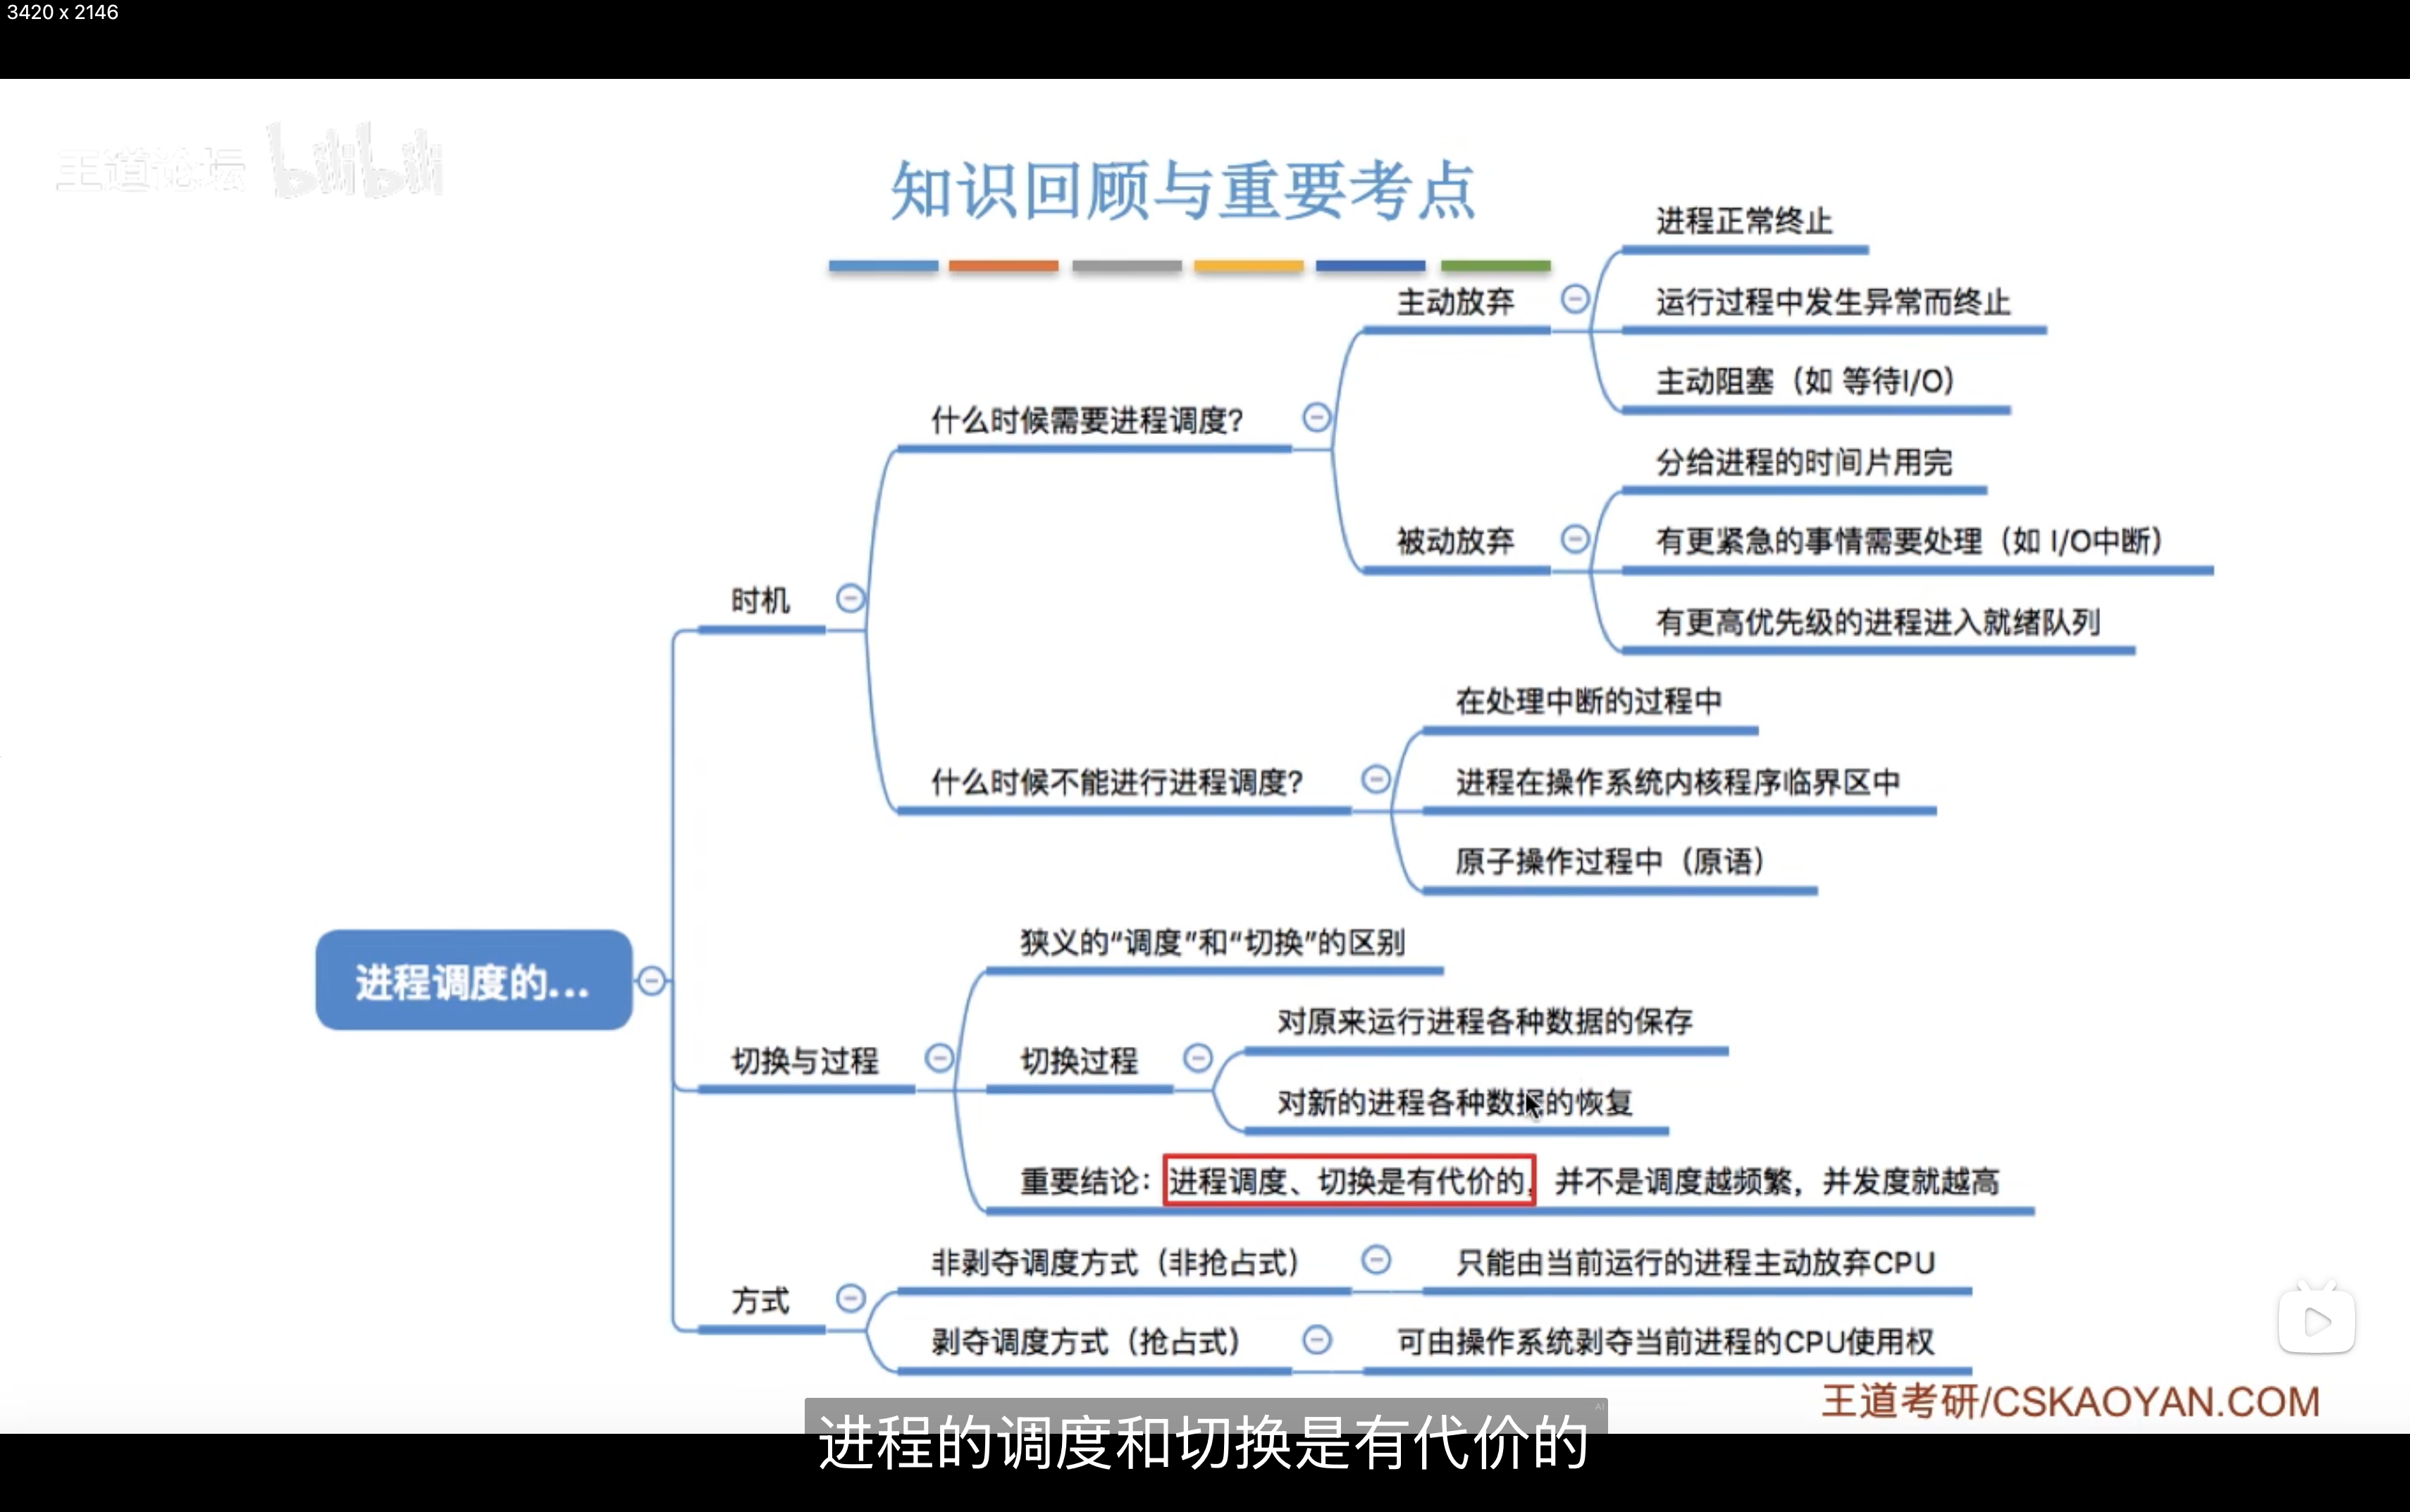 3420 x 2146
王道论坛 bilibili
知识回顾与重要考点
进程正常终止
主动放弃
运行过程中发生异常而终止
主动阻塞（如 等待I/O）
什么时候需要进程调度？
分给进程的时间片用完
被动放弃
有更紧急的事情需要处理（如 I/O中断）
有更高优先级的进程进入就绪队列
时机
在处理中断的过程中
什么时候不能进行进程调度？
进程在操作系统内核程序临界区中
原子操作过程中（原语）
进程调度的...
狭义的“调度”和“切换”的区别
切换与过程
切换过程
对原来运行进程各种数据的保存
对新的进程各种数据的恢复
重要结论：进程调度、切换是有代价的，并不是调度越频繁，并发度就越高
方式
非剥夺调度方式（非抢占式）
只能由当前运行的进程主动放弃CPU
剥夺调度方式（抢占式）
可由操作系统剥夺当前进程的CPU使用权
王道考研/CSKAOYAN.COM
AI
进程的调度和切换是有代价的